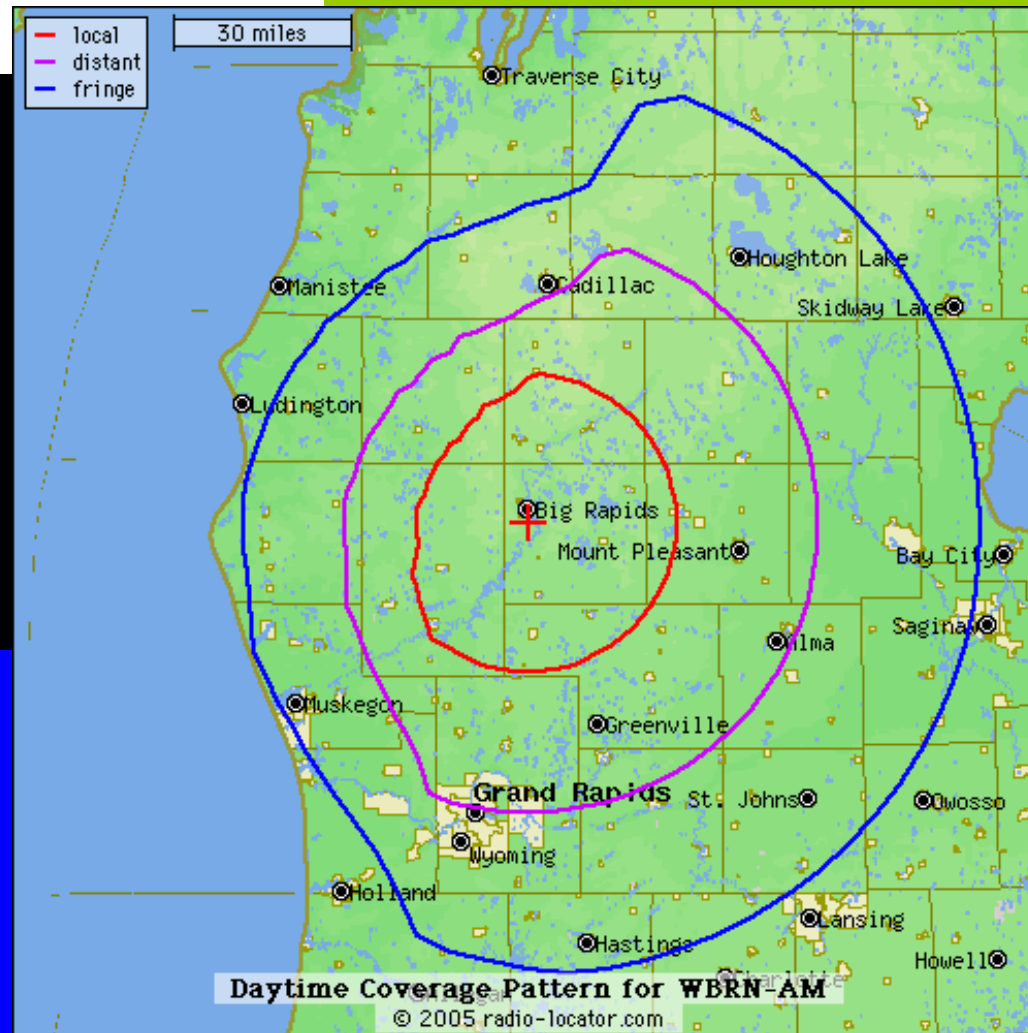 local
distant
fringe
30 miles
Traverse City
Houghton Lake
Manistee
Cadillac
Skidway Lake
Ludington
Big Rapids
Mount Pleasant
Bay City
Saginaw
Alma
Muskegon
Greenville
Grand Rapids
St. Johns
Owosso
Wyoming
Holland
Lansing
Hastings
Howell
Charlotte
Daytime Coverage Pattern for WBRN-AM
© 2005 radio-locator.com